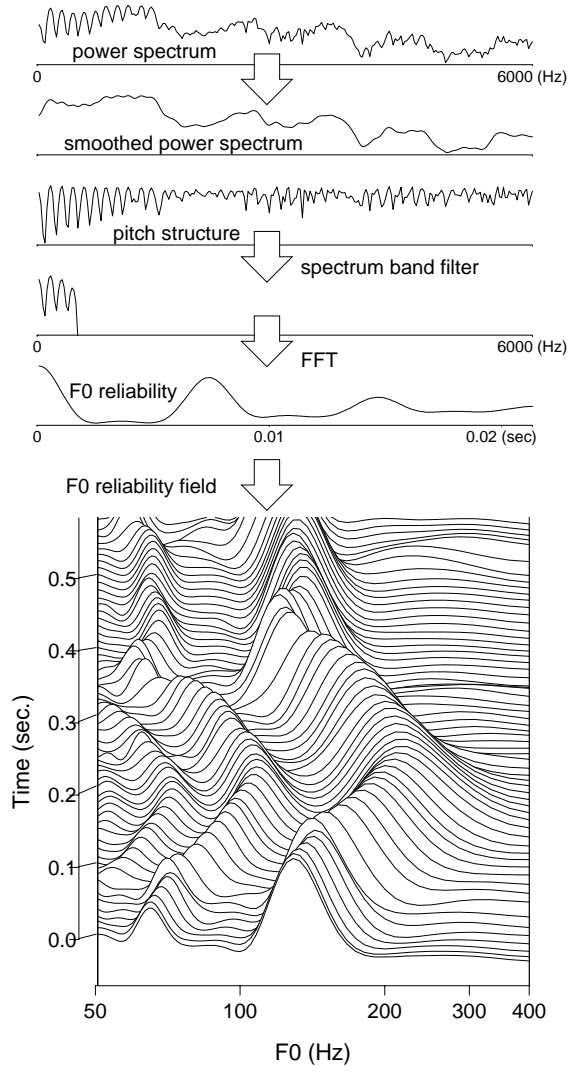 power spectrum
0 6000 (Hz)
smoothed power spectrum
pitch structure
spectrum band filter
0 6000 (Hz)
FFT
F0 reliability
0 0.01 0.02 (sec)
F0 reliability field
0.5
0.4
0.3
0.2
0.1
0.0
Time (sec.)
50 100 200 300 400
F0 (Hz)